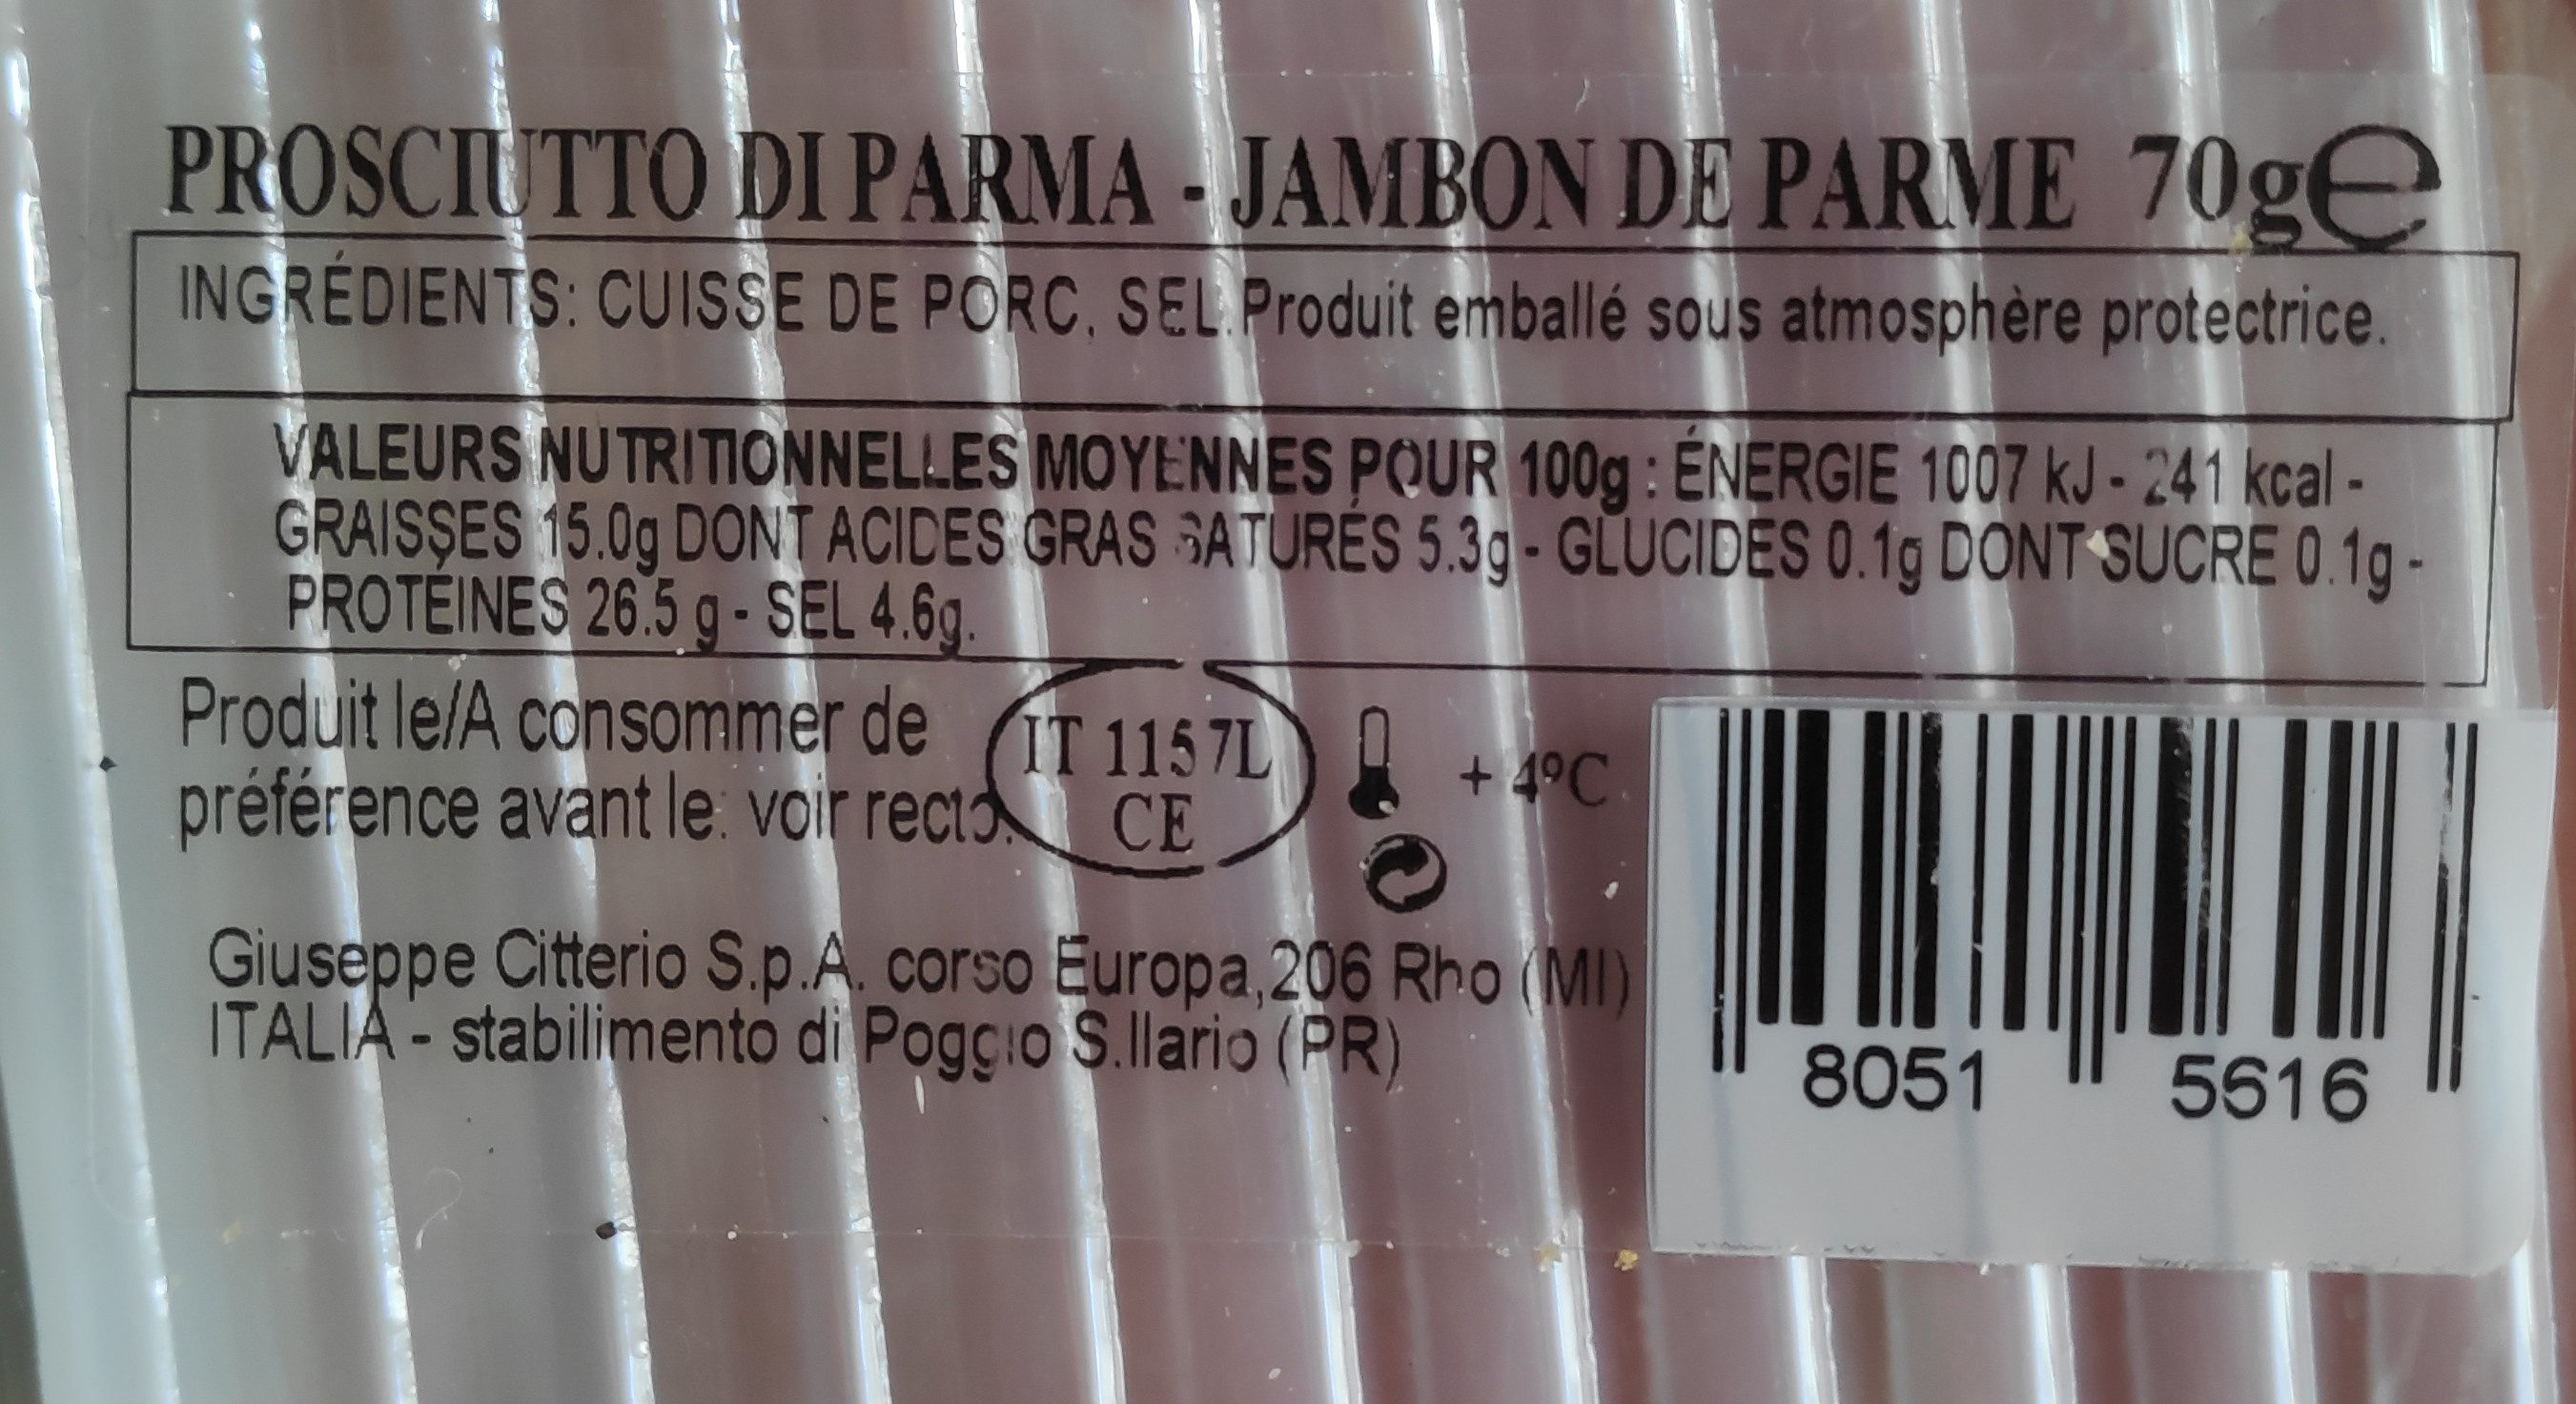 PROSCIUTTO DI PARMA - JAMBON DE PARME 70g e
INGRÉDIENTS: CUISSE DE PORC, SEL. Produit emballé sous atmosphère protectrice.
VALEURS NUTRITIONNELLES MOYENNES POUR 100g : ÉNERGIE 1007 kJ - 241 kcal -
GRAISSES 15.0g DONT ACIDES GRAS SATURÉS 5.3g - GLUCIDES 0.1g DONT SUCRE 0.1g -
PROTÉINES 26.5 g - SEL 4.6g.
Produit le/A consommer de
préférence avant le: voir recto.
IT 1157L
CE
+ 4°C
Giuseppe Citterio S.p.A. corso Europa,206 Rho (MI)
ITALIA - stabilimento di Poggio S.Ilario (PR)
8051 5616